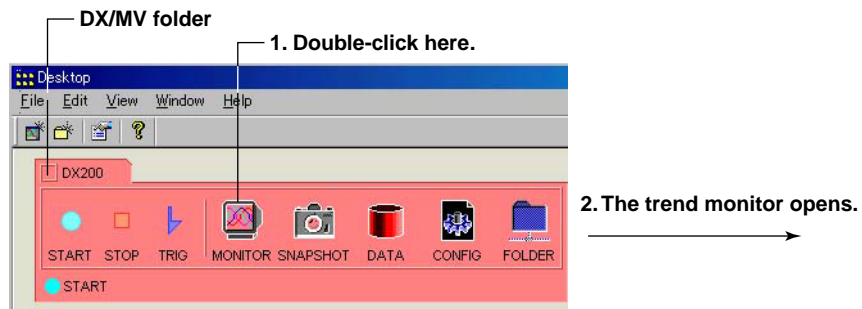 DX/MV folder
1. Double-click here.
Desktop
File Edit View Window Help
DX200
2. The trend monitor opens.
START STOP TRIG MONITOR SNAPSHOT DATA CONFIG FOLDER
START